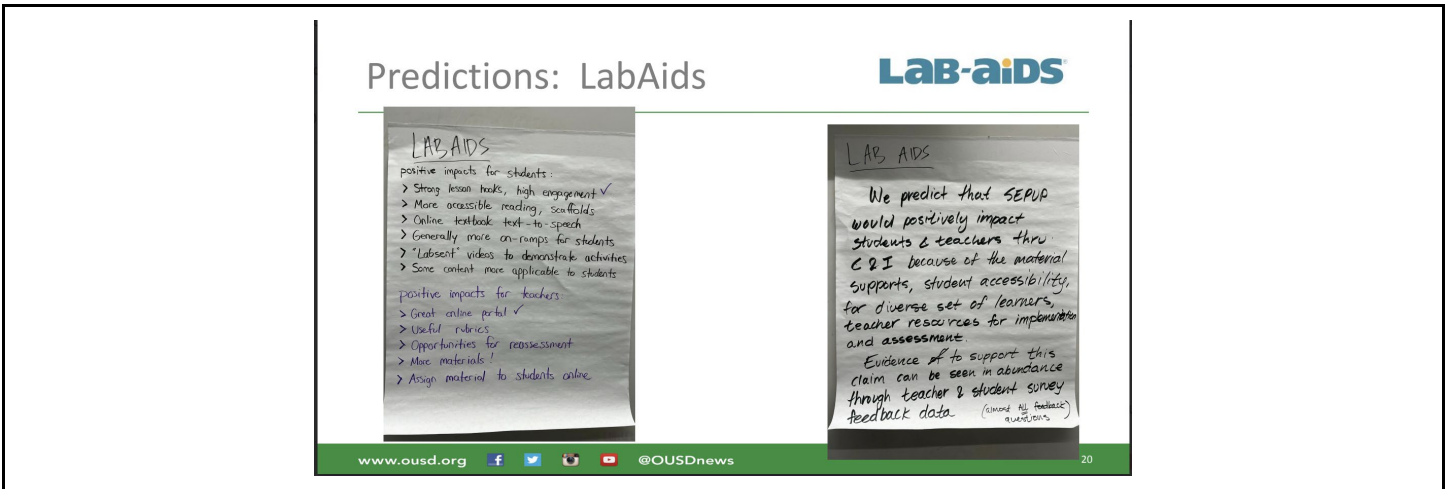 Predictions: LabAids
LAB-AIDS
LAB AIDS
positive impacts for students:
> Strong lesson hooks, high engagement ✓
> More accessible reading, scaffolds
> Online textbook text-to-speech
> Generally more on-ramps for students
> "Labsent" videos to demonstrate activities
> Some content more applicable to students
positive impacts for teachers
> Great online portal ✓
> Useful rubrics
> Opportunities for reassessment
> More materials!
> Assign material to students online
LAB AIDS
We predict that SEPUP
would positively impact
students & teachers thru
C & I because of the material
supports, student accessibility,
for diverse set of learners,
teacher resources for implementation
and assessment.
Evidence of to support this
claim can be seen in abundance
through teacher & student survey
feedback data (almost all feedback)
questions
www.ousd.org @OUSDnews
20